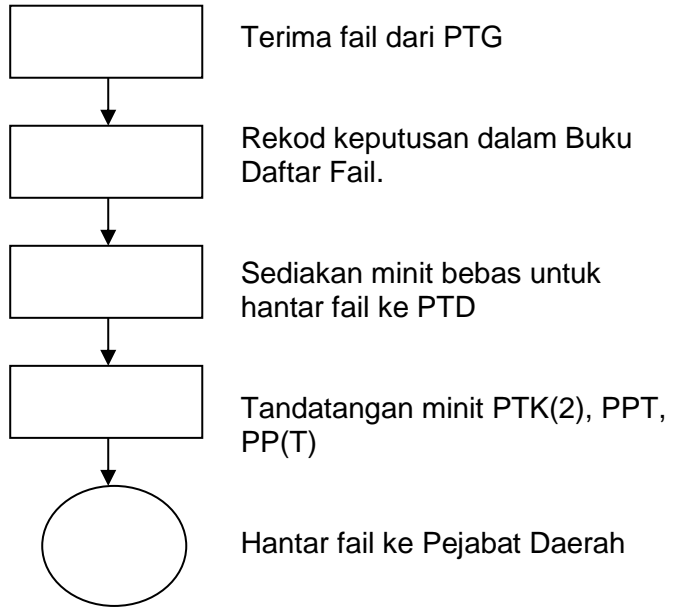 Terima fail dari PTG
Rekod keputusan dalam Buku
Daftar Fail.
Sediakan minit bebas untuk
hantar fail ke PTD
Tandatangan minit PTK(2), PPT,
PP(T)
Hantar fail ke Pejabat Daerah